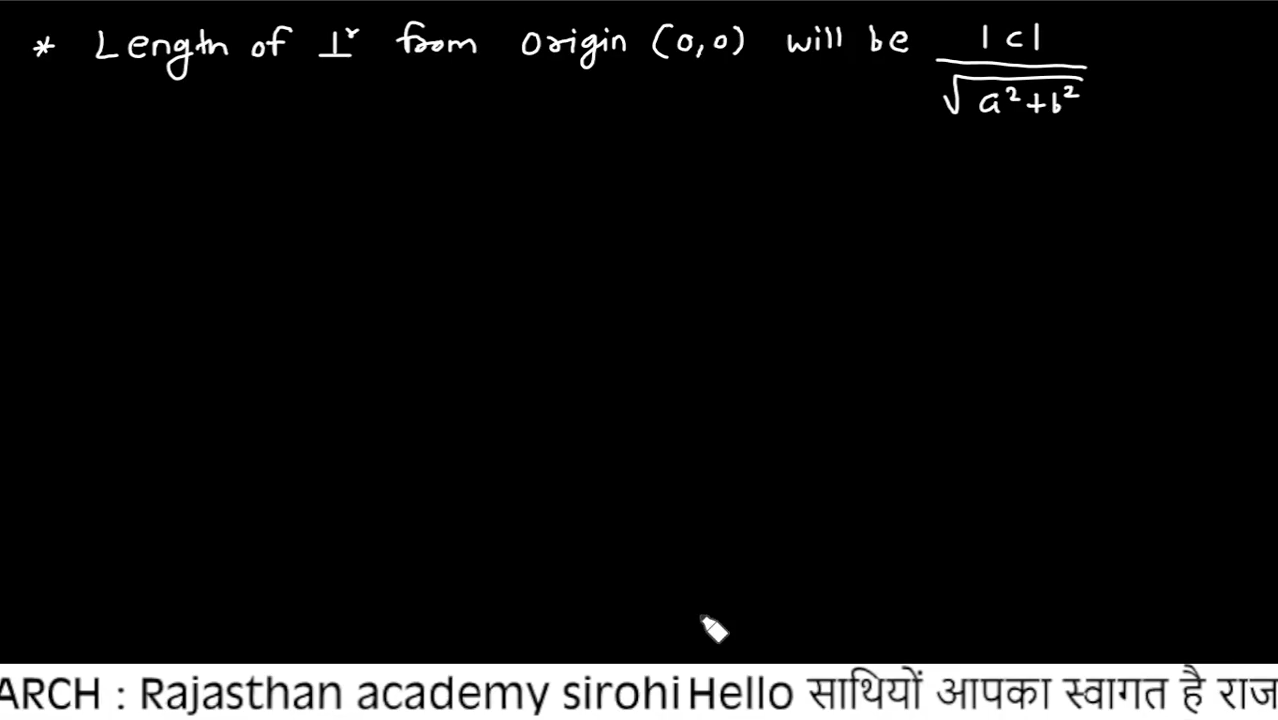 * Length of ⊥ʳ from origin (0,0) will be |c| / √(a²+b²)
ARCH : Rajasthan academy sirohi Hello साथियों आपका स्वागत है राज